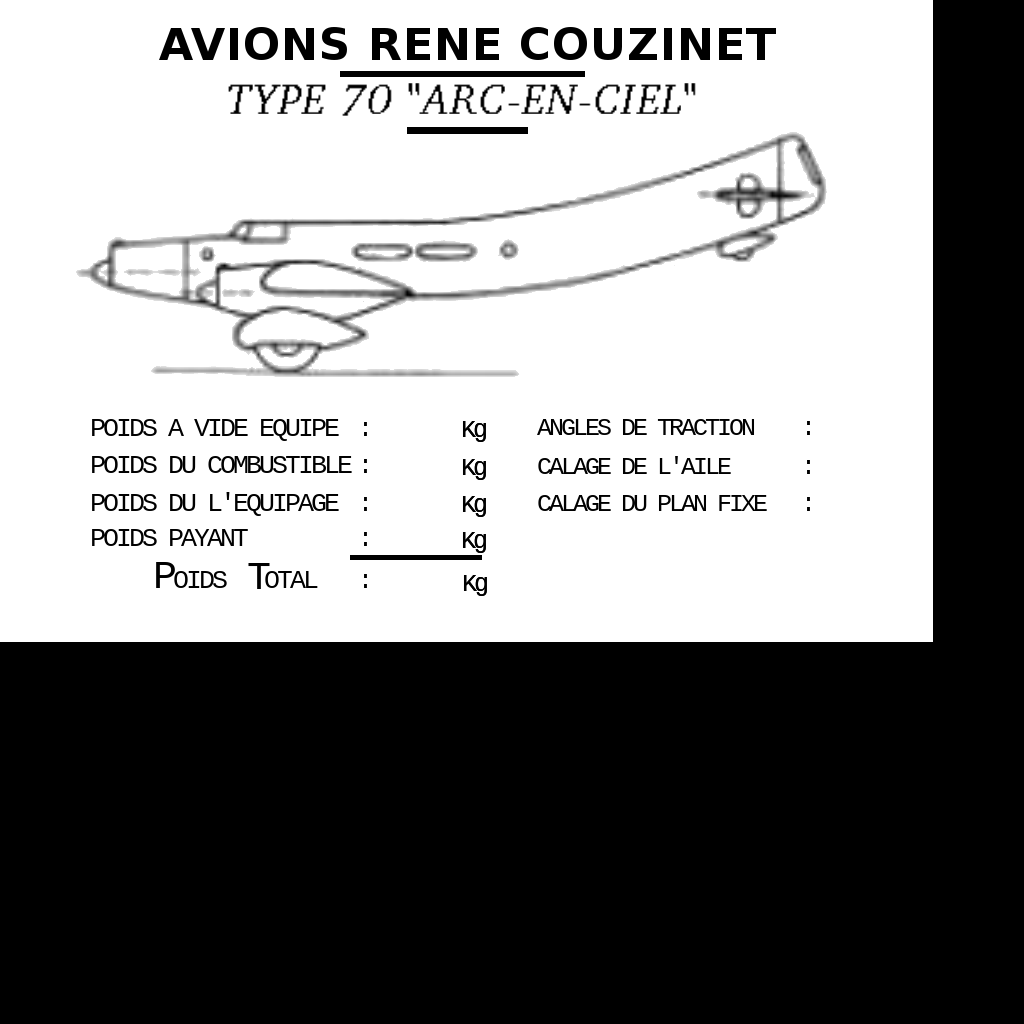 AVIONS RENE COUZINET
TYPE 70 "ARC-EN-CIEL"
POIDS A VIDE EQUIPE : Kg ANGLES DE TRACTION :
POIDS DU COMBUSTIBLE : Kg CALAGE DE L'AILE :
POIDS DU L'EQUIPAGE : Kg CALAGE DU PLAN FIXE :
POIDS PAYANT : Kg
POIDS TOTAL : Kg